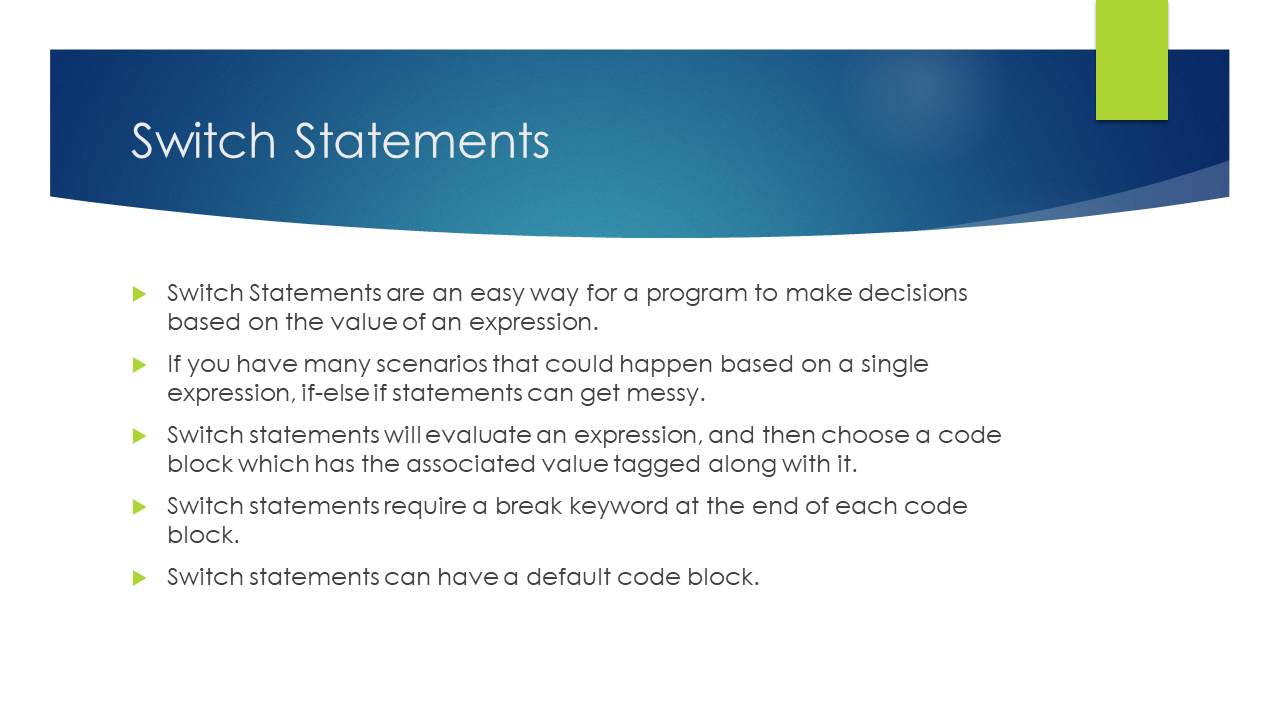 Switch Statements
Switch Statements are an easy way for a program to make decisions
based on the value of an expression.
If you have many scenarios that could happen based on a single
expression, if-else if statements can get messy.
Switch statements will evaluate an expression, and then choose a code
block which has the associated value tagged along with it.
Switch statements require a break keyword at the end of each code
block.
Switch statements can have a default code block.